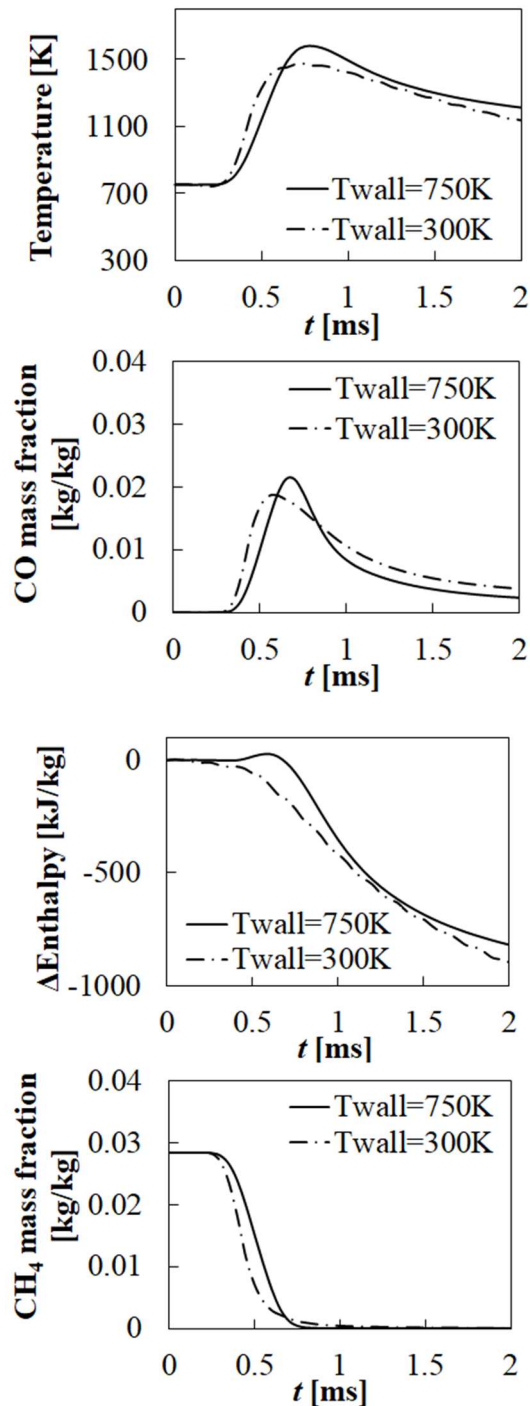 Temperature [K]
1500
1100
700
300
Twall=750K
Twall=300K
0 0.5 1 1.5 2
t [ms]
CO mass fraction
[kg/kg]
0.04
0.03
0.02
0.01
0
Twall=750K
Twall=300K
0 0.5 1 1.5 2
t [ms]
ΔEnthalpy [kJ/kg]
0
-500
-1000
Twall=750K
Twall=300K
0 0.5 1 1.5 2
t [ms]
CH₄ mass fraction
[kg/kg]
0.04
0.03
0.02
0.01
0
Twall=750K
Twall=300K
0 0.5 1 1.5 2
t [ms]